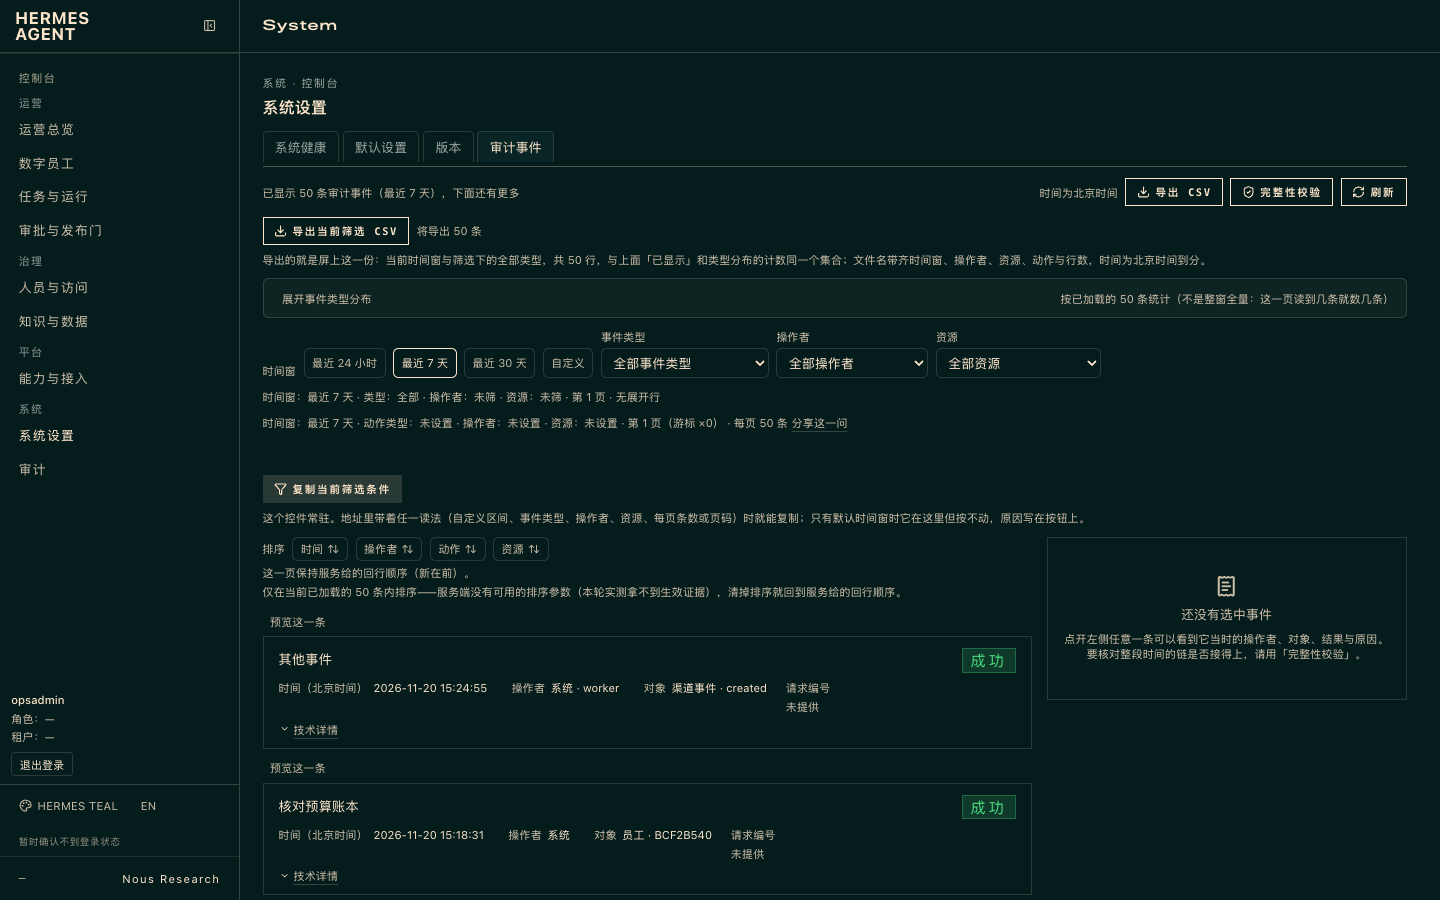 HERMES
AGENT
System
控制台
运营
运营总览
数字员工
任务与运行
审批与发布门
治理
人员与访问
知识与数据
平台
能力与接入
系统
系统设置
审计
opsadmin
角色：—
租户：—
退出登录
HERMES TEAL EN
暂时确认不到登录状态
— Nous Research
系统 · 控制台
系统设置
系统健康 默认设置 版本 审计事件
已显示 50 条审计事件（最近 7 天），下面还有更多 时间为北京时间 导出 CSV 完整性校验 刷新
导出当前筛选 CSV 将导出 50 条
导出的就是屏上这一份：当前时间窗与筛选下的全部类型，共 50 行，与上面「已显示」和类型分布的计数同一个集合；文件名带齐时间窗、操作者、资源、动作与行数，时间为北京时间到分。
展开事件类型分布 按已加载的 50 条统计（不是整窗全量：这一页读到几条就数几条）
事件类型 操作者 资源
时间窗 最近 24 小时 最近 7 天 最近 30 天 自定义 全部事件类型 全部操作者 全部资源
时间窗：最近 7 天 · 类型：全部 · 操作者：未筛 · 资源：未筛 · 第 1 页 · 无展开行
时间窗：最近 7 天 · 动作类型：未设置 · 操作者：未设置 · 资源：未设置 · 第 1 页（游标 ×0） · 每页 50 条 分享这一问
复制当前筛选条件
这个控件常驻。地址里带着任一读法（自定义区间、事件类型、操作者、资源、每页条数或页码）时就能复制；只有默认时间窗时它在这里但按不动，原因写在按钮上。
排序 时间 ↑↓ 操作者 ↑↓ 动作 ↑↓ 资源 ↑↓
这一页保持服务给的回行顺序（新在前）。
仅在当前已加载的 50 条内排序——服务端没有可用的排序参数（本轮实测拿不到生效证据），清掉排序就回到服务给的回行顺序。
预览这一条
其他事件 成功
时间（北京时间） 2026-11-20 15:24:55 操作者 系统 · worker 对象 渠道事件 · created 请求编号
未提供
技术详情
预览这一条
核对预算账本 成功
时间（北京时间） 2026-11-20 15:18:31 操作者 系统 对象 员工 · BCF2B540 请求编号
未提供
技术详情
还没有选中事件
点开左侧任意一条可以看到它当时的操作者、对象、结果与原因。
要核对整段时间的链是否接得上，请用「完整性校验」。